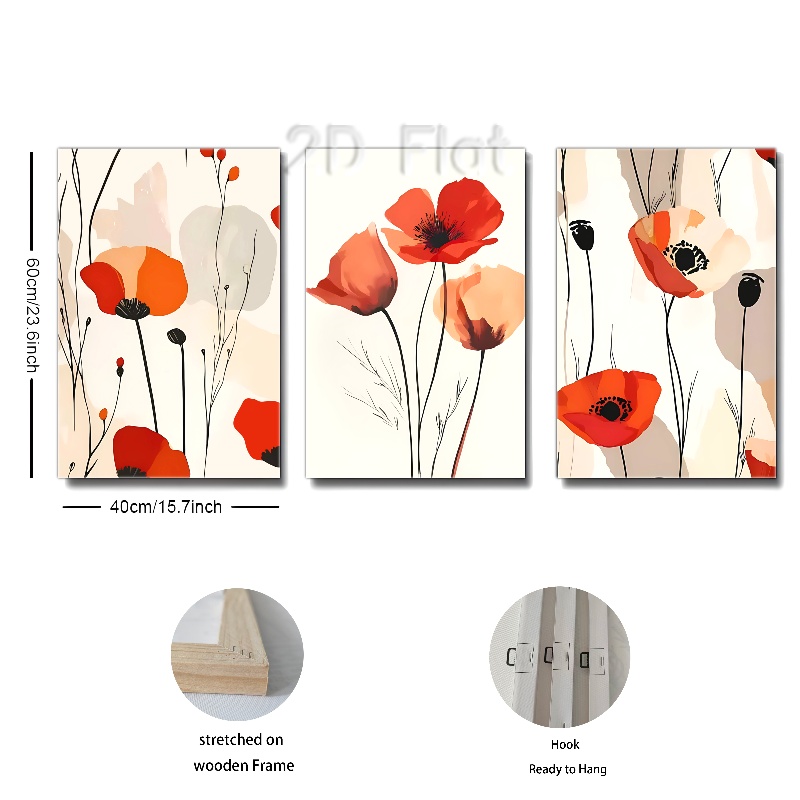 2D Flat
60cm/23.6inch
40cm/15.7inch
stretched on
wooden Frame
Hook
Ready to Hang